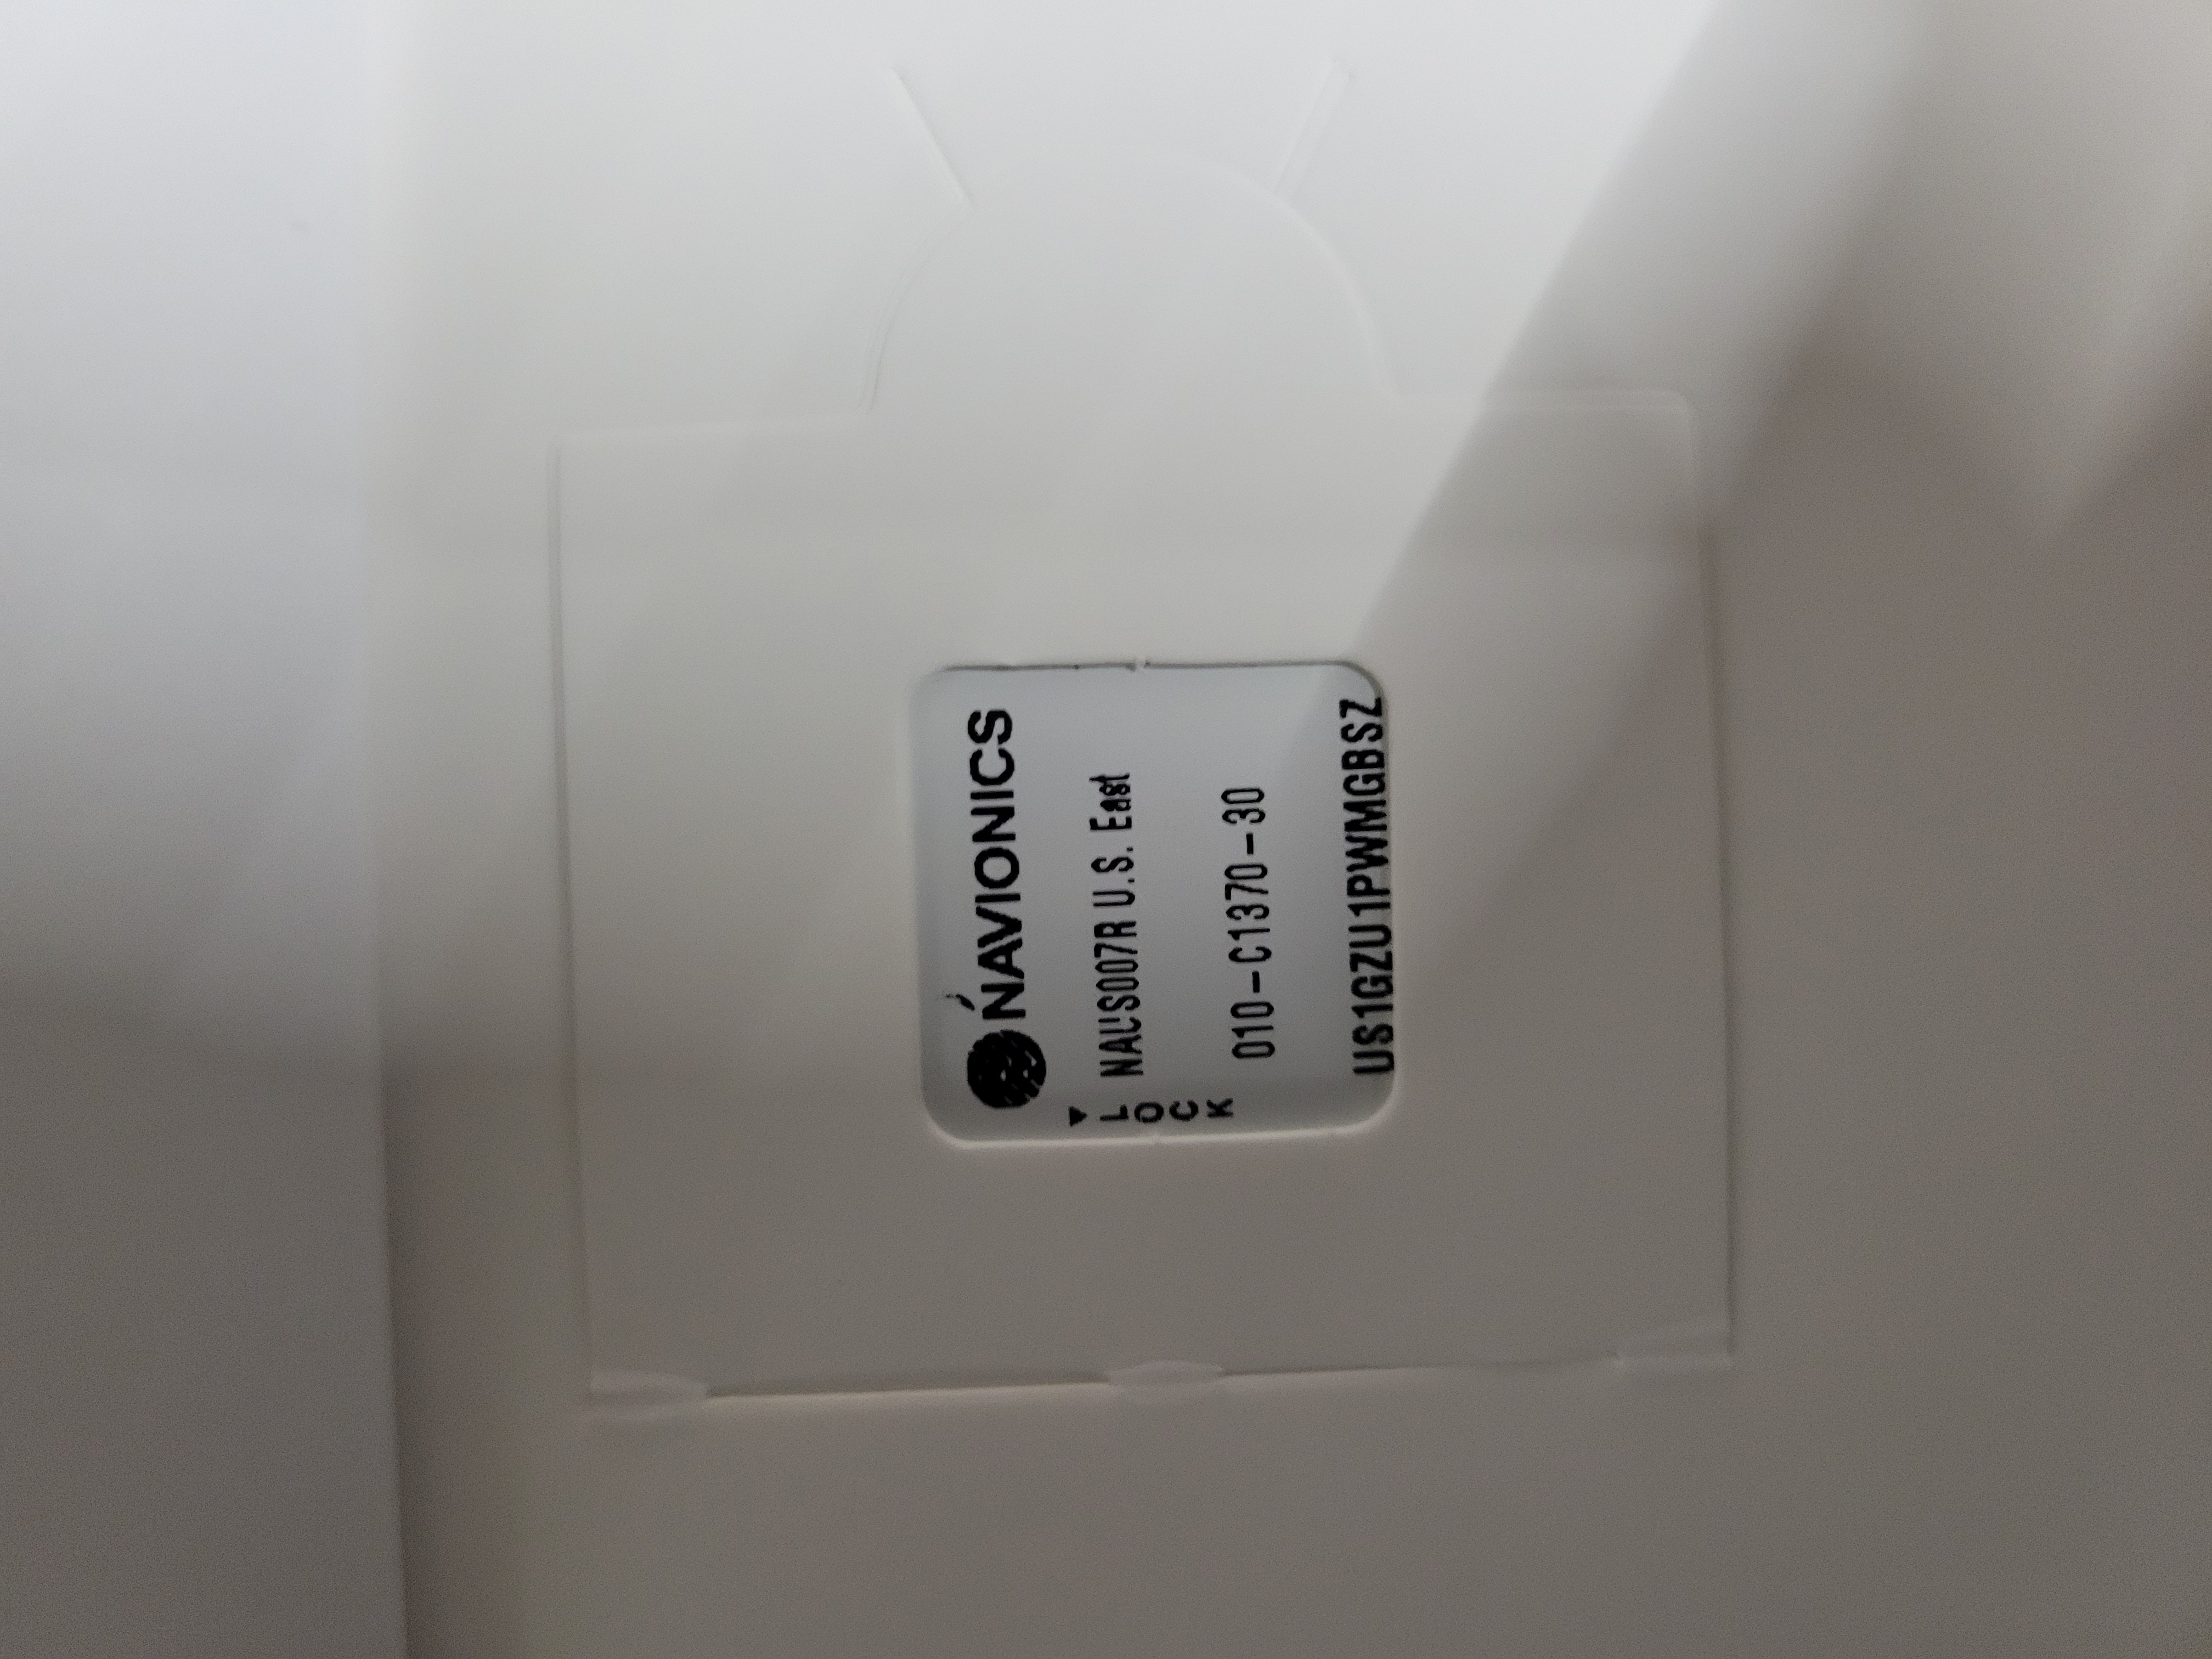 NAVIONICS
NAUS007R U.S. East
LOCK
010-C1370-30
US1GZU1PWMGBSZ